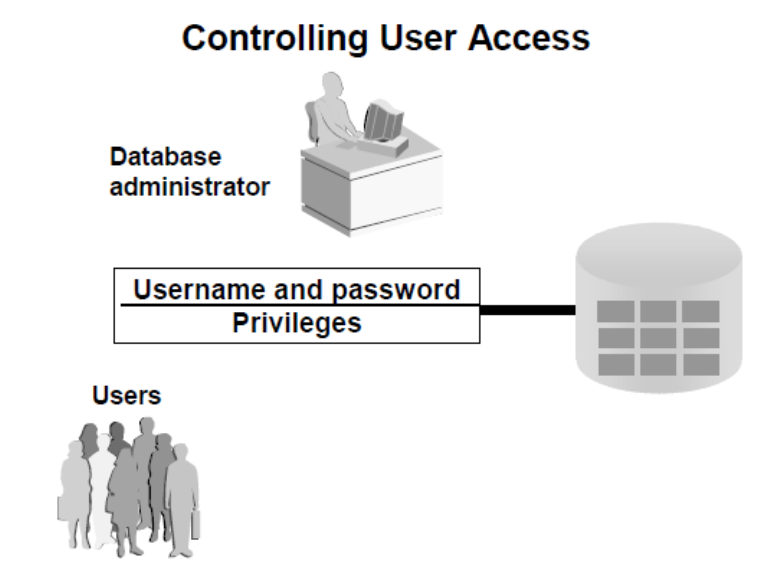 Controlling User Access
Database
administrator
Username and password
Privileges
Users